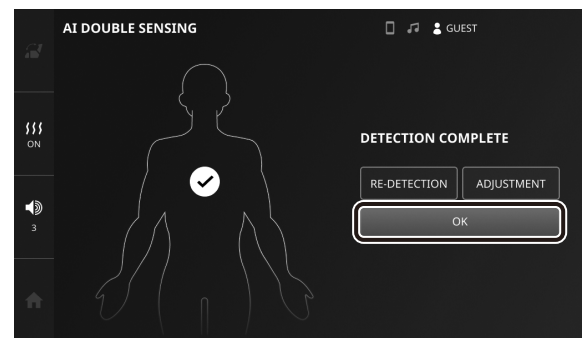 AI DOUBLE SENSING
GUEST
ON
3
DETECTION COMPLETE
RE-DETECTION
ADJUSTMENT
OK